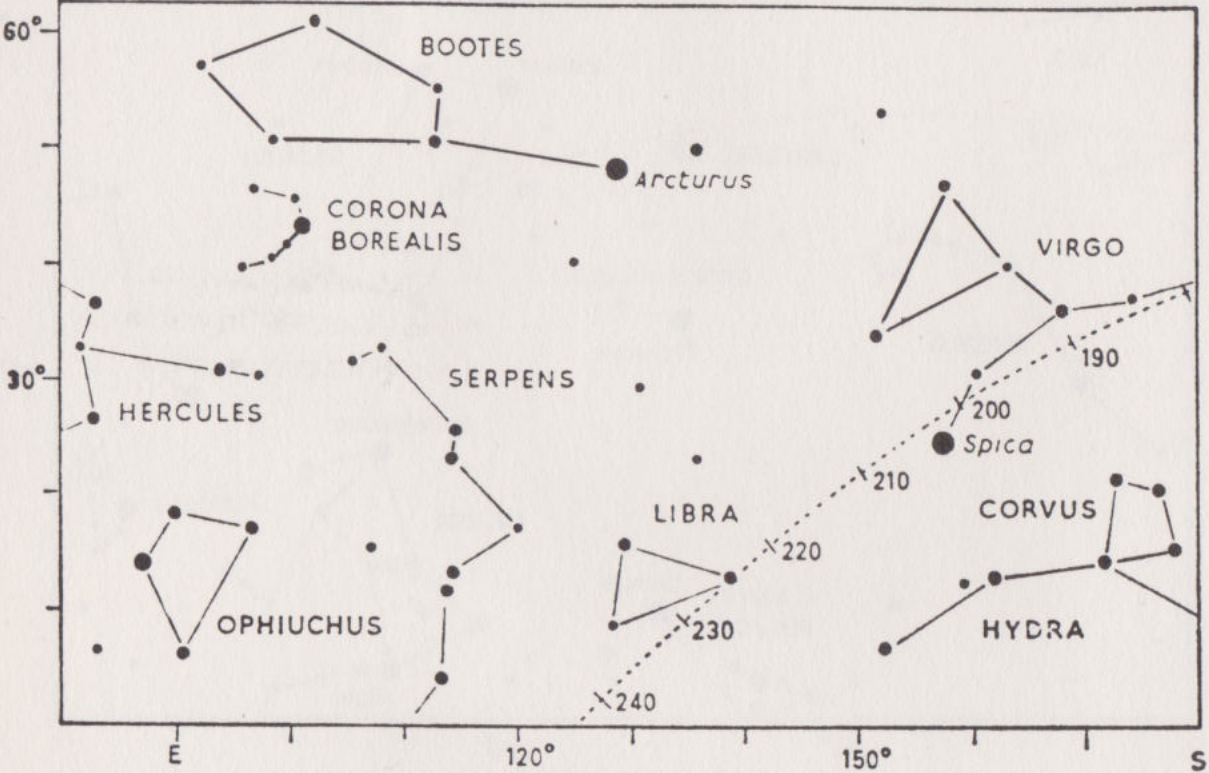 60°
BOOTES
Arcturus
CORONA
BOREALIS
VIRGO
190
30°
SERPENS
HERCULES
200
Spica
210
LIBRA
CORVUS
220
OPHIUCHUS
230
HYDRA
240
E
120°
150°
S